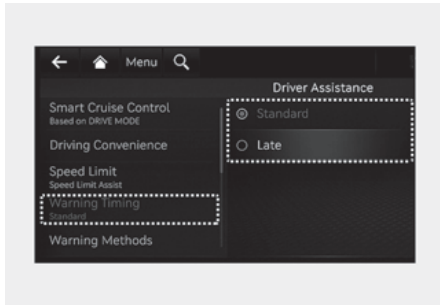 Menu
Driver Assistance
Smart Cruise Control
Based on DRIVE MODE
Driving Convenience
Speed Limit
Speed Limit Assist
Warning Timing
Standard
Warning Methods
Standard
Late